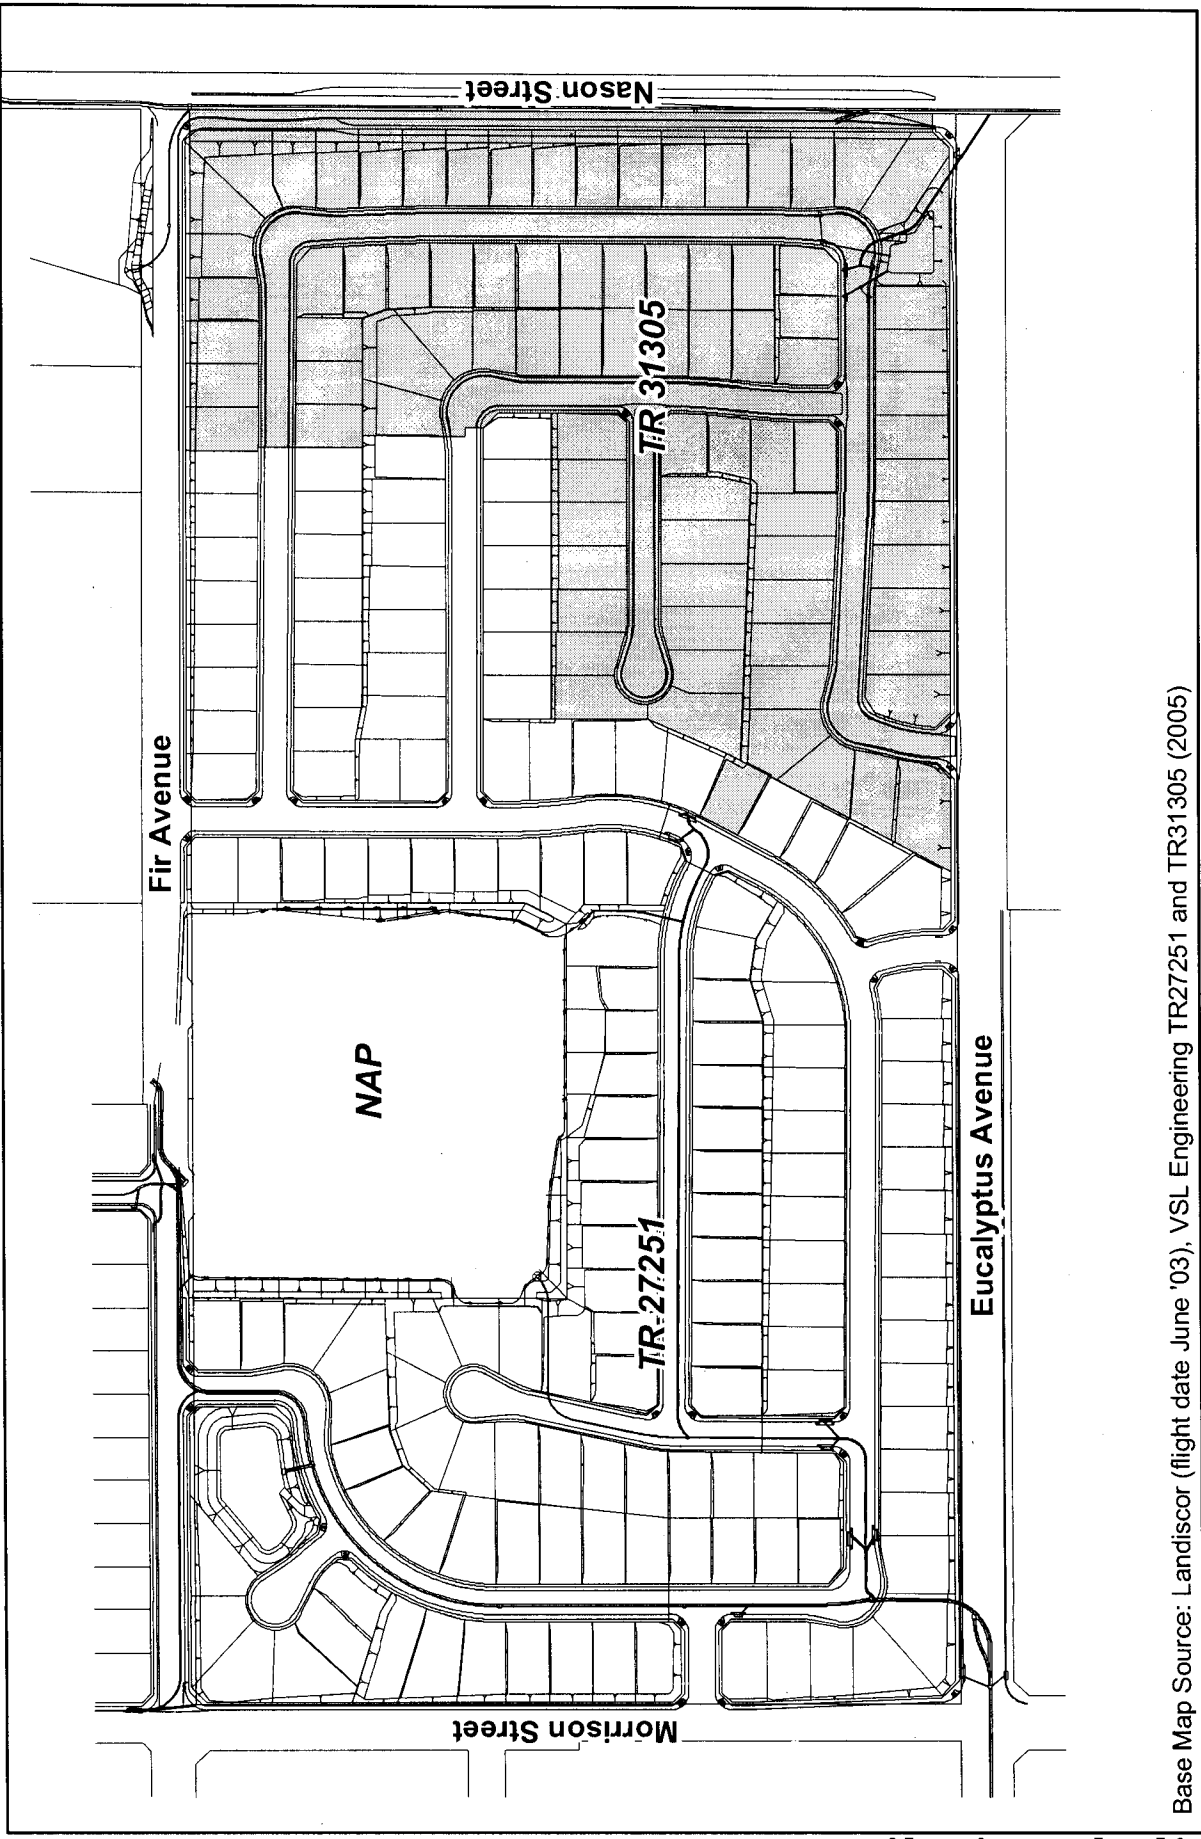 Nason Street
TR 31305
Fir Avenue
NAP
TR 27251
Eucalyptus Avenue
Morrison Street
Base Map Source: Landiscor (flight date June '03), VSL Engineering TR27251 and TR31305 (2005)